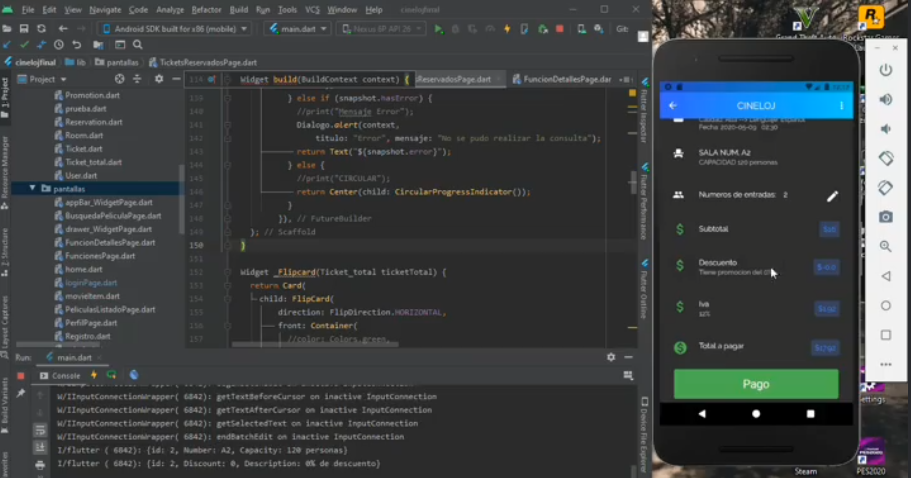 File Edit View Navigate Code Analyze Refactor Build Run Tools VCS Window Help cinelojfinal
Android SDK built for x86 (mobile) main.dart Nexus 6P API 26 Git:
cinelojfinal lib pantallas TicketsReservadosPage.dart
Project
ReservadosPage.dart FuncionDetallesPage.dar
1: Project
Resource Manager
Z: Structure
Layout Captures
Build Variants
Promotion.dart
prueba.dart
Reservation.dart
Room.dart
Ticket.dart
Ticket_total.dart
User.dart
pantallas
appBar_WidgetPage.dart
BusquedaPeliculaPage.dart
drawer_WidgetPage.dart
FuncionDetallesPage.dart
FuncionesPage.dart
home.dart
loginPage.dart
movieItem.dart
PeliculasListadoPage.dart
PerfilPage.dart
Registro.dart
Widget build(BuildContext context) {
139 } else if (snapshot.hasError) {
140 //print("Mensaje Error");
141 Dialogo.alert(context,
142 titulo: "Error", mensaje: "No se pudo realizar la consulta");
143 return Text("${snapshot.error}");
144 } else {
145 //print("CIRCULAR");
146 return Center(child: CircularProgressIndicator());
147 }
148 }), // FutureBuilder
149 ); // Scaffold
150 }
151
152 Widget _Flipcard(Ticket_total ticketTotal) {
153 return Card(
154 child: FlipCard(
155 direction: FlipDirection.HORIZONTAL,
156 front: Container(
157 //color: Colors.green,
Flutter Inspector
Flutter Performance
Flutter Outline
Device File Explorer
Run: main.dart
Console
W/IInputConnectionWrapper( 6842): getTextBeforeCursor on inactive InputConnection
W/IInputConnectionWrapper( 6842): getTextAfterCursor on inactive InputConnection
W/IInputConnectionWrapper( 6842): getSelectedText on inactive InputConnection
W/IInputConnectionWrapper( 6842): endBatchEdit on inactive InputConnection
I/flutter ( 6842): {id: 2, Number: A2, Capacity: 120 personas}
I/flutter ( 6842): {id: 2, Discount: 0, Description: 0% de descuento}
CINELOJ
Fecha 2020-05-03 02:30
SALA NUM. A2
CAPACIDAD 120 personas
Numeros de entradas: 2
Subtotal
Descuento
Tiene promocion del
Iva
12%
Total a pagar
Pago
Steam
PES2020